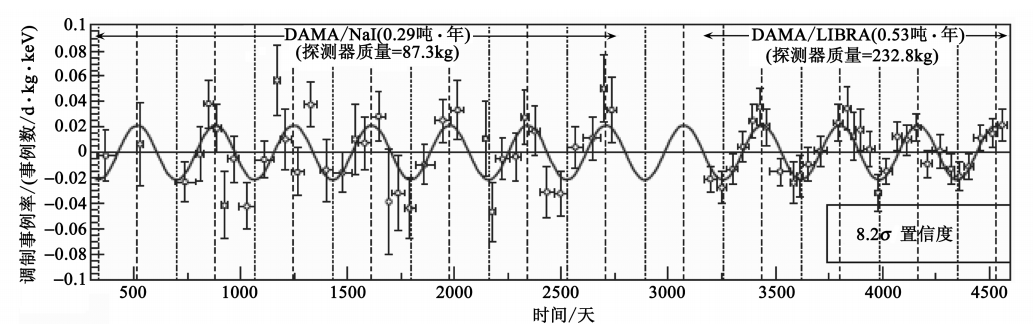 DAMA/NaI(0.29吨·年)
(探测器质量=87.3kg)
DAMA/LIBRA(0.53吨·年)
(探测器质量=232.8kg)
调制事例率/(事例数/d·kg·keV)
0.1
0.08
0.06
0.04
0.02
0
−0.02
−0.04
−0.06
−0.08
−0.1
8.2σ 置信度
500
1000
1500
2000
2500
3000
3500
4000
4500
时间/天